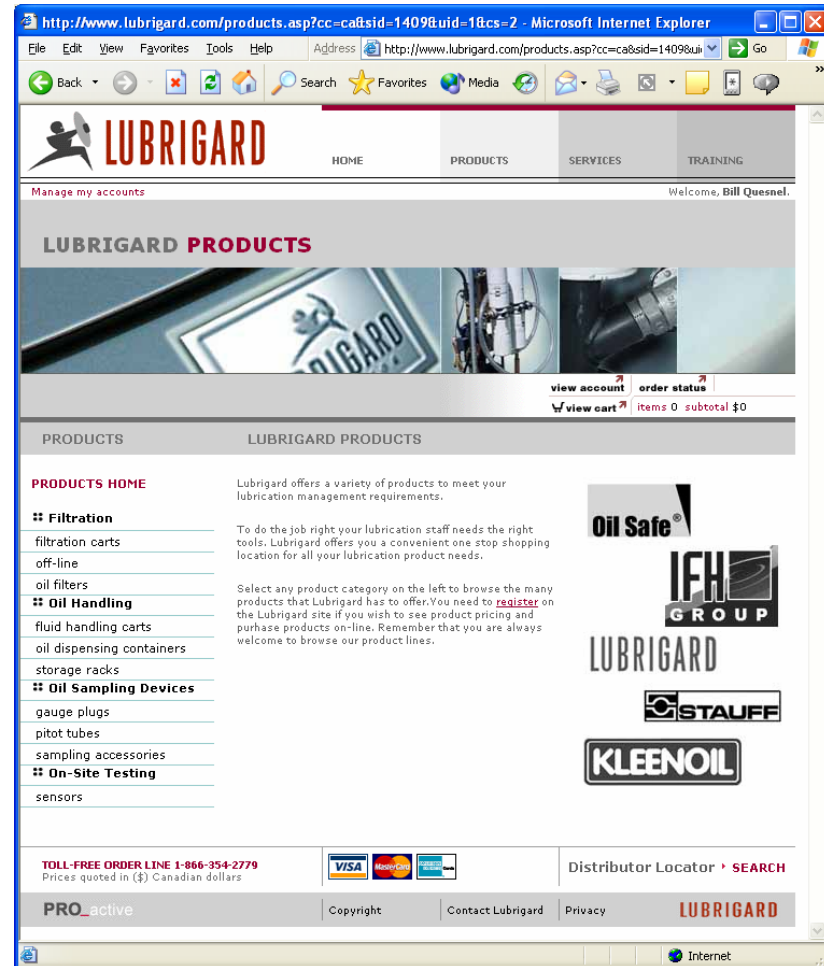 http://www.lubrigard.com/products.asp?cc=ca&sid=1409&uid=1&cs=2 - Microsoft Internet Explorer
File Edit View Favorites Tools Help Address http://www.lubrigard.com/products.asp?cc=ca&sid=1409&ui Go
Back Search Favorites Media
LUBRIGARD HOME PRODUCTS SERVICES TRAINING
Manage my accounts Welcome, Bill Quesnel.
LUBRIGARD PRODUCTS
LUBRIGARD
view account order status
view cart items 0 subtotal $0
PRODUCTS LUBRIGARD PRODUCTS
PRODUCTS HOME
Filtration
filtration carts
off-line
oil filters
Oil Handling
fluid handling carts
oil dispensing containers
storage racks
Oil Sampling Devices
gauge plugs
pitot tubes
sampling accessories
On-Site Testing
sensors
Lubrigard offers a variety of products to meet your
lubrication management requirements.
To do the job right your lubrication staff needs the right
tools. Lubrigard offers you a convenient one stop shopping
location for all your lubrication product needs.
Select any product category on the left to browse the many
products that Lubrigard has to offer.You need to register on
the Lubrigard site if you wish to see product pricing and
purhase products on-line. Remember that you are always
welcome to browse our product lines.
Oil Safe®
IFH
GROUP
LUBRIGARD
STAUFF
KLEENOIL
TOLL-FREE ORDER LINE 1-866-354-2779
Prices quoted in ($) Canadian dollars
VISA MasterCard
Distributor Locator SEARCH
PRO_active Copyright Contact Lubrigard Privacy LUBRIGARD
Internet